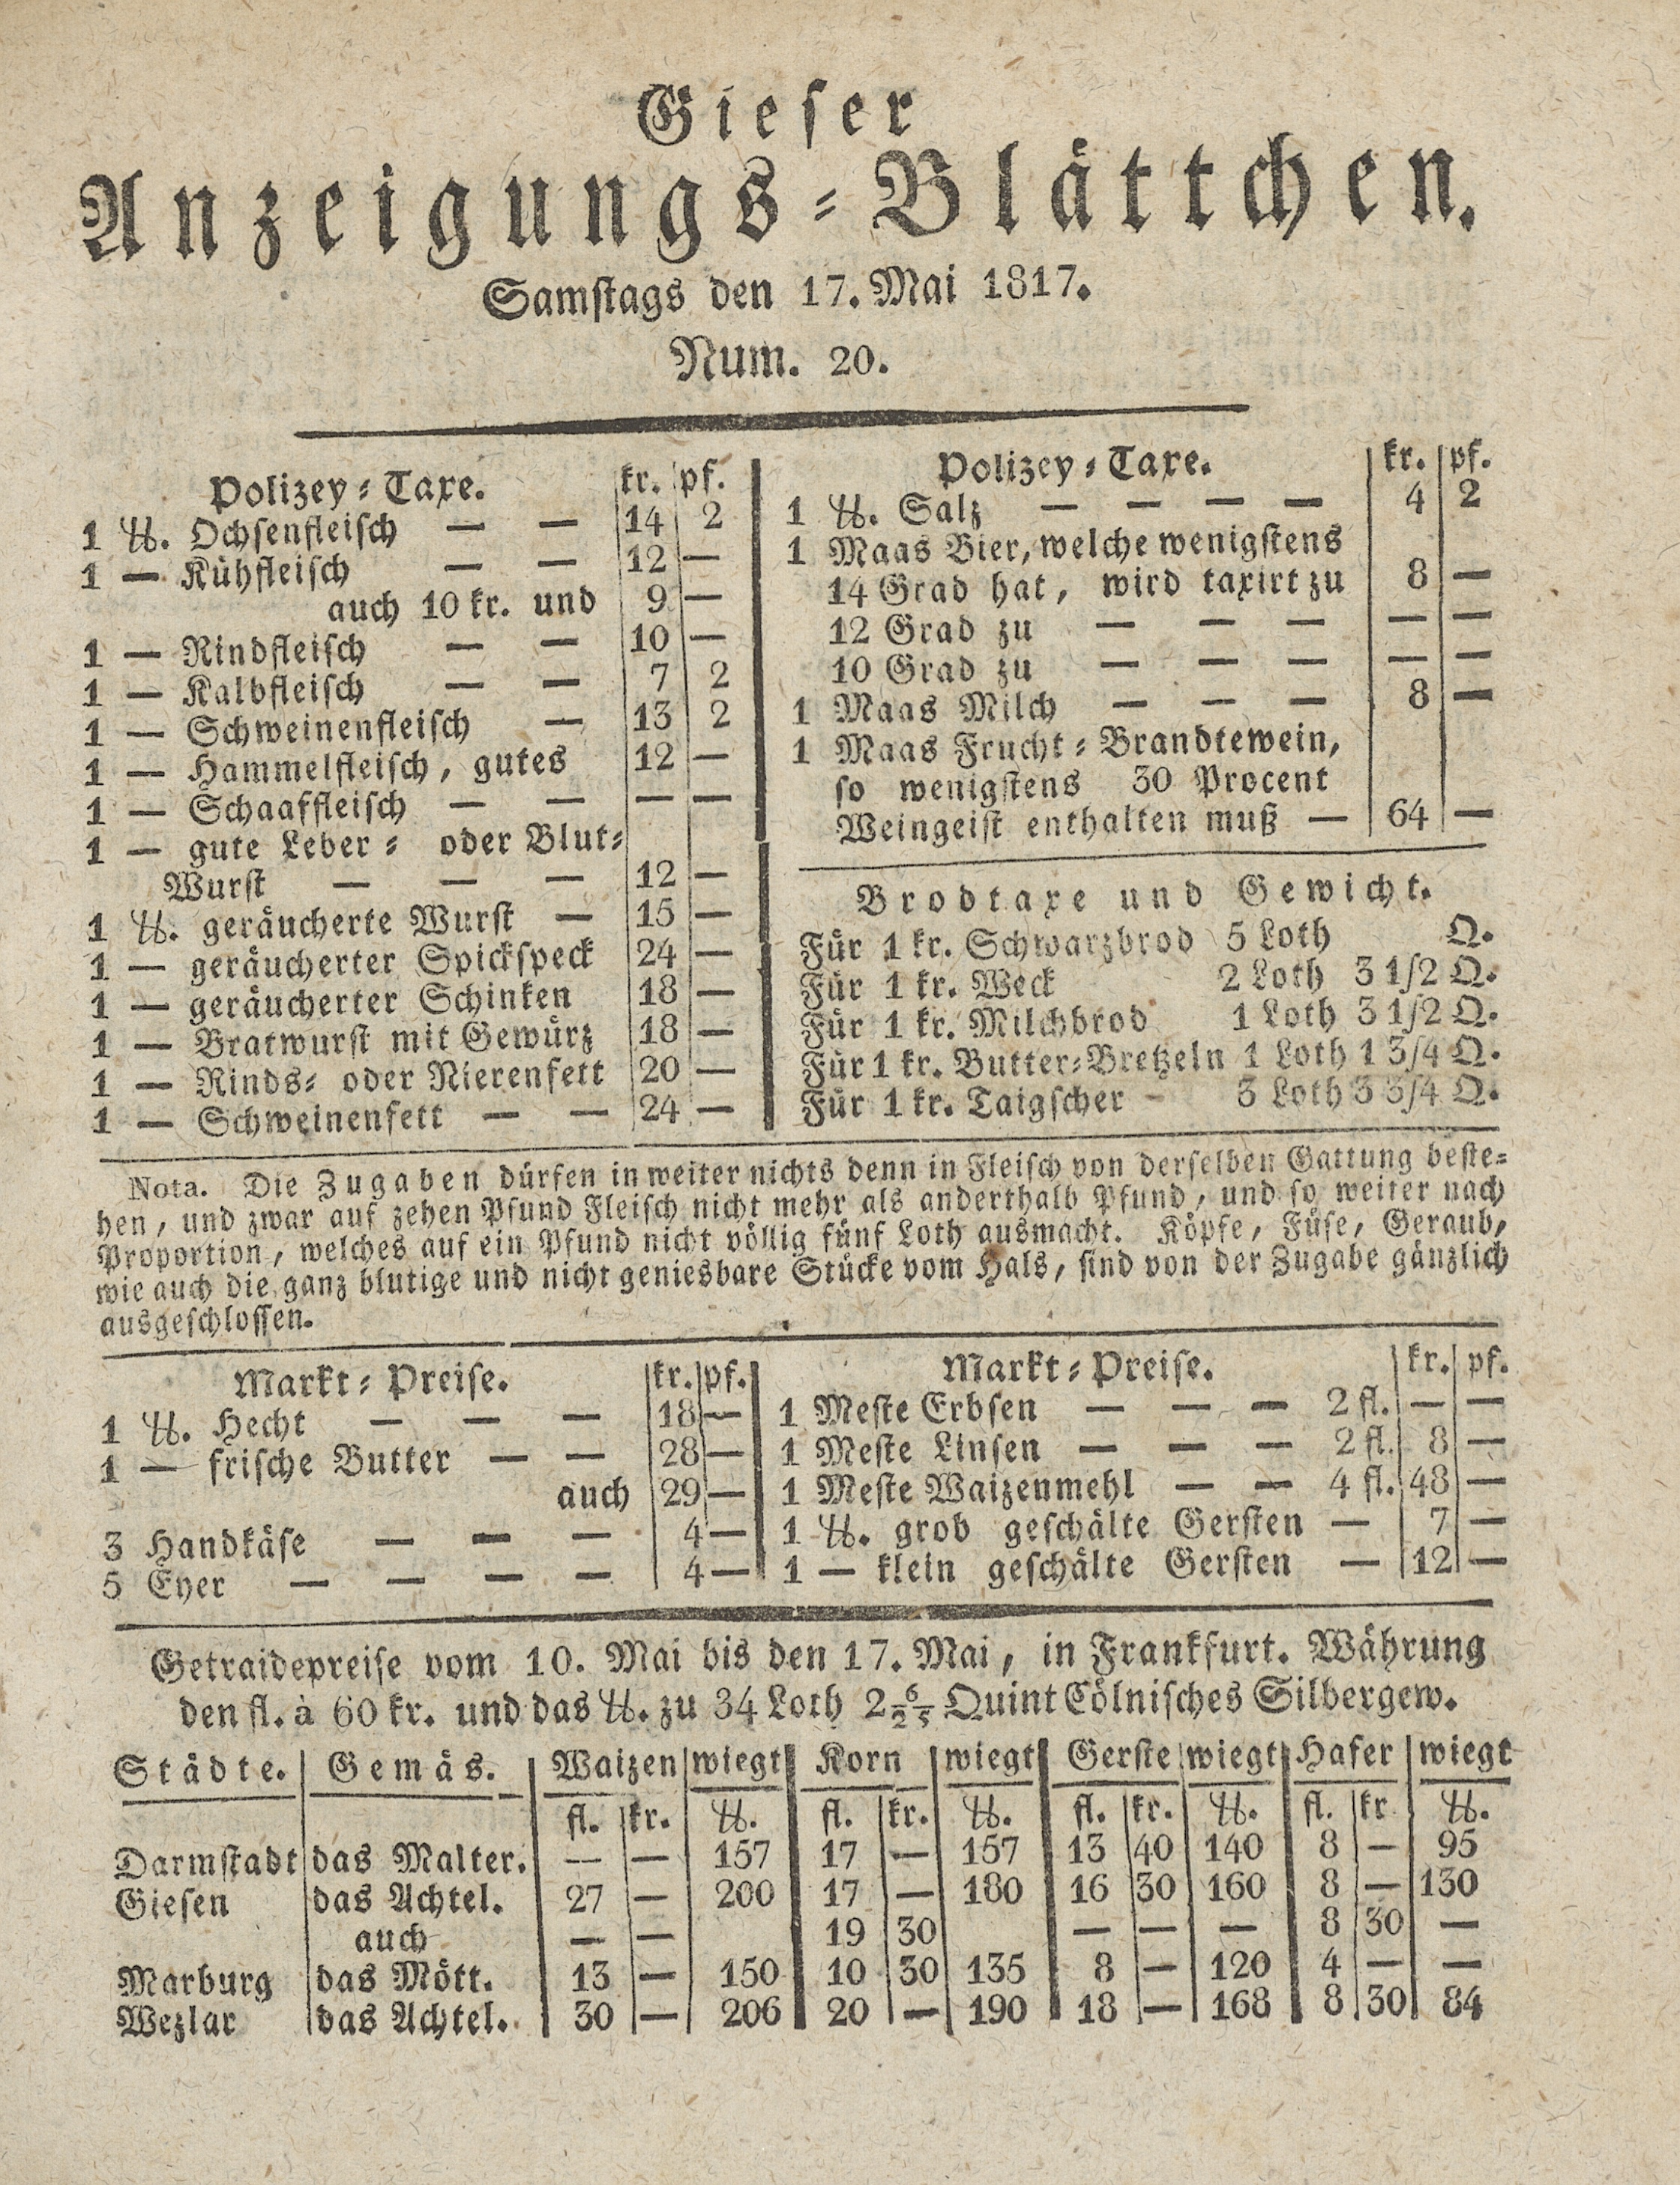 Gieser
Anzeigungs-Blättchen.
Samstags den 17. Mai 1817.
Num. 20.
Polizey-Taxe. kr. pf.
1 ℔. Ochsenfleisch — — 14 2
1 — Kühfleisch — — 12 —
auch 10 kr. und 9 —
1 — Rindfleisch — — 10 —
1 — Kalbfleisch — — 7 2
1 — Schweinenfleisch — 13 2
1 — Hammelfleisch, gutes 12 —
1 — Schaaffleisch — — — —
1 — gute Leber- oder Blut-
Wurst — — — 12 —
1 ℔. geräucherte Wurst — 15 —
1 — geräucherter Spickspeck 24 —
1 — geräucherter Schinken 18 —
1 — Bratwurst mit Gewürz 18 —
1 — Rinds- oder Nierenfett 20 —
1 — Schweinenfett — — 24 —
Polizey-Taxe. kr. pf.
1 ℔. Salz — — — — 4 2
1 Maas Bier, welche wenigstens
14 Grad hat, wird taxirt zu 8 —
12 Grad zu — — — — —
10 Grad zu — — — — —
1 Maas Milch — — — 8 —
1 Maas Frucht-Brandtewein,
so wenigstens 30 Procent
Weingeist enthalten muß — 64 —
Brodtaxe und Gewicht.
Für 1 kr. Schwarzbrod 5 Loth Q.
Für 1 kr. Weck 2 Loth 3 1/2 Q.
Für 1 kr. Milchbrod 1 Loth 3 1/2 Q.
Für 1 kr. Butter-Bretzeln 1 Loth 1 3/4 Q.
Für 1 kr. Taigscher - 3 Loth 3 3/4 Q.
Nota. Die Zugaben dürfen in weiter nichts denn in Fleisch von derselben Gattung beste-
hen, und zwar auf zehen Pfund Fleisch nicht mehr als anderthalb Pfund, und so weiter nach
Proportion, welches auf ein Pfund nicht völlig fünf Loth ausmacht. Köpfe, Füse, Geraub,
wie auch die ganz blutige und nicht geniesbare Stücke vom Hals, sind von der Zugabe gänzlich
ausgeschlossen.
Markt-Preise. kr. pf.
1 ℔. Hecht — — — 18 —
1 — frische Butter — — 28 —
auch 29 —
3 Handkäse — — — 4 —
5 Eyer — — — — 4 —
Markt-Preise. kr. pf.
1 Meste Erbsen — — — 2 fl. — —
1 Meste Linsen — — — 2 fl. 8 —
1 Meste Waizenmehl — — 4 fl. 48 —
1 ℔. grob geschälte Gersten — 7 —
1 — klein geschälte Gersten — 12 —
Getraidepreise vom 10. Mai bis den 17. Mai, in Frankfurt. Währung
den fl. à 60 kr. und das ℔. zu 34 Loth 2 6/25 Quint Cölnisches Silbergew.
Städte. Gemäs. Waizen wiegt Korn wiegt Gerste wiegt Hafer wiegt
fl. kr. ℔. fl. kr. ℔. fl. kr. ℔. fl. kr ℔.
Darmstadt das Malter. — — 157 17 — 157 13 40 140 8 — 95
Giesen das Achtel. 27 — 200 17 — 180 16 30 160 8 — 130
auch — — 19 30 — — — 8 30 —
Marburg das Mött. 13 — 150 10 30 135 8 — 120 4 — —
Wezlar das Achtel. 30 — 206 20 — 190 18 — 168 8 30 84